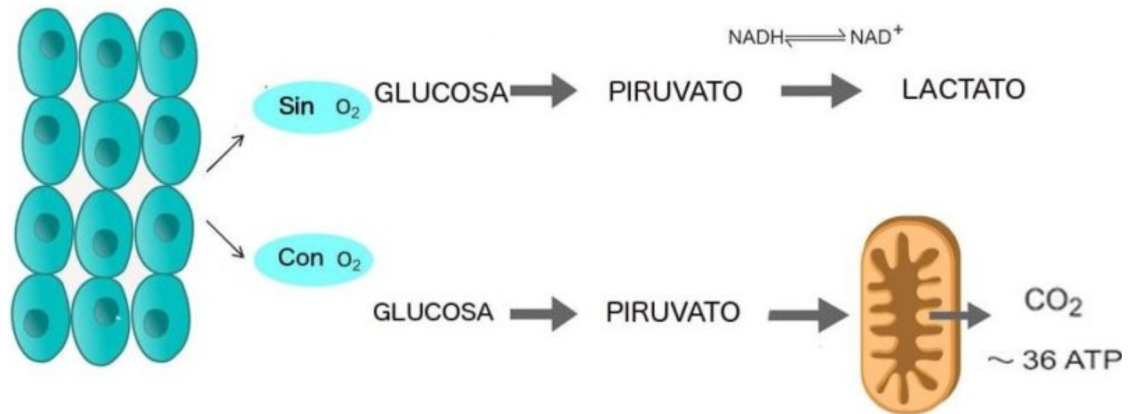 NADH ⇌ NAD⁺
Sin O₂ GLUCOSA PIRUVATO LACTATO
Con O₂
GLUCOSA PIRUVATO CO₂
~ 36 ATP